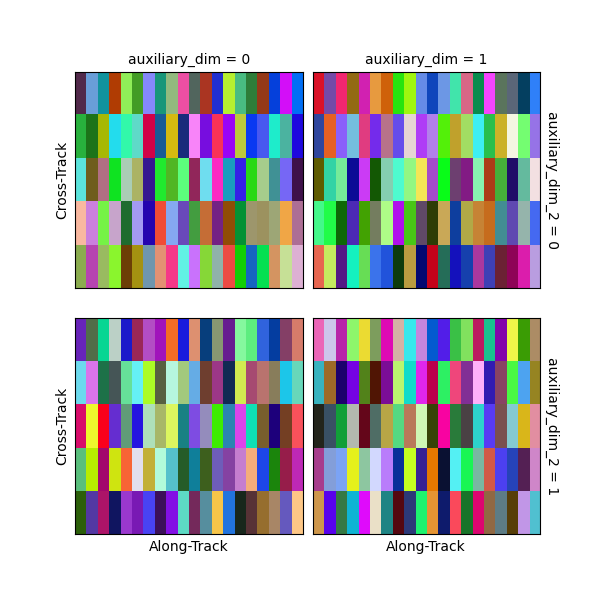 auxiliary_dim = 0
auxiliary_dim = 1
Cross-Track
auxiliary_dim_2 = 0
Cross-Track
auxiliary_dim_2 = 1
Along-Track
Along-Track